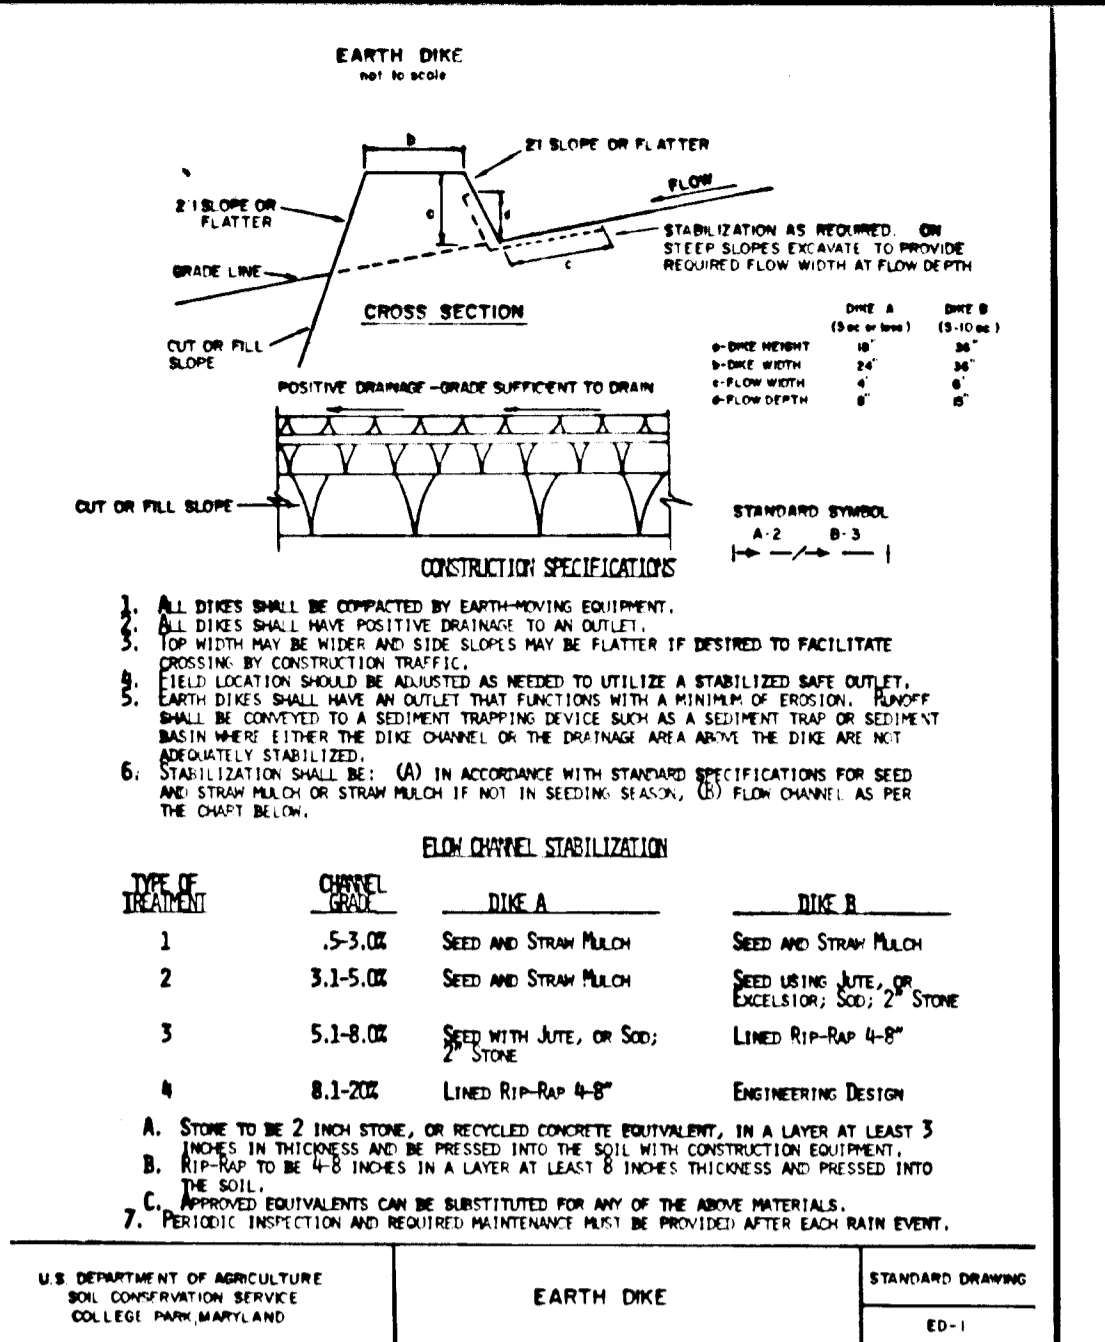 EARTH DIKE
not to scale
b
2:1 SLOPE OR FLATTER
FLOW
2:1 SLOPE OR
FLATTER
a
d
STABILIZATION AS REQUIRED. ON
STEEP SLOPES EXCAVATE TO PROVIDE
REQUIRED FLOW WIDTH AT FLOW DEPTH
c
GRADE LINE
CROSS SECTION
CUT OR FILL
SLOPE
DIKE A DIKE B
(5 ac or less) (5-10 ac)
a-DIKE HEIGHT 18" 36"
b-DIKE WIDTH 24" 36"
c-FLOW WIDTH 4' 6'
d-FLOW DEPTH 8" 15"
POSITIVE DRAINAGE-GRADE SUFFICENT TO DRAIN
CUT OR FILL SLOPE
STANDARD SYMBOL
A-2 B-3
CONSTRUCTION SPECIFICATIONS
1. ALL DIKES SHALL BE COMPACTED BY EARTH-MOVING EQUIPMENT.
2. ALL DIKES SHALL HAVE POSITIVE DRAINAGE TO AN OUTLET.
3. TOP WIDTH MAY BE WIDER AND SIDE SLOPES MAY BE FLATTER IF DESIRED TO FACILITATE
CROSSING BY CONSTRUCTION TRAFFIC.
4. FIELD LOCATION SHOULD BE ADJUSTED AS NEEDED TO UTILIZE A STABILIZED SAFE OUTLET.
5. EARTH DIKES SHALL HAVE AN OUTLET THAT FUNCTIONS WITH A MINIMUM OF EROSION. RUNOFF
SHALL BE CONVEYED TO A SEDIMENT TRAPPING DEVICE SUCH AS A SEDIMENT TRAP OR SEDIMENT
BASIN WHERE EITHER THE DIKE CHANNEL OR THE DRAINAGE AREA ABOVE THE DIKE ARE NOT
ADEQUATELY STABILIZED.
6. STABILIZATION SHALL BE: (A) IN ACCORDANCE WITH STANDARD SPECIFICATIONS FOR SEED
AND STRAW MULCH OR STRAW MULCH IF NOT IN SEEDING SEASON, (B) FLOW CHANNEL AS PER
THE CHART BELOW.
FLOW CHANNEL STABILIZATION
TYPE OF TREATMENT CHANNEL GRADE DIKE A DIKE B
1 .5-3.0% SEED AND STRAW MULCH SEED AND STRAW MULCH
2 3.1-5.0% SEED AND STRAW MULCH SEED USING JUTE, OR
EXCELSIOR; SOD; 2" STONE
3 5.1-8.0% SEED WITH JUTE, OR SOD; LINED RIP-RAP 4-8"
2" STONE
4 8.1-20% LINED RIP-RAP 4-8" ENGINEERING DESIGN
A. STONE TO BE 2 INCH STONE, OR RECYCLED CONCRETE EQUIVALENT, IN A LAYER AT LEAST 3
INCHES IN THICKNESS AND BE PRESSED INTO THE SOIL WITH CONSTRUCTION EQUIPMENT.
B. RIP-RAP TO BE 4-8 INCHES IN A LAYER AT LEAST 8 INCHES THICKNESS AND PRESSED INTO
THE SOIL.
C. APPROVED EQUIVALENTS CAN BE SUBSTITUTED FOR ANY OF THE ABOVE MATERIALS.
7. PERIODIC INSPECTION AND REQUIRED MAINTENANCE MUST BE PROVIDED AFTER EACH RAIN EVENT.
U.S. DEPARTMENT OF AGRICULTURE
SOIL CONSERVATION SERVICE
COLLEGE PARK, MARYLAND
EARTH DIKE
STANDARD DRAWING
ED-1